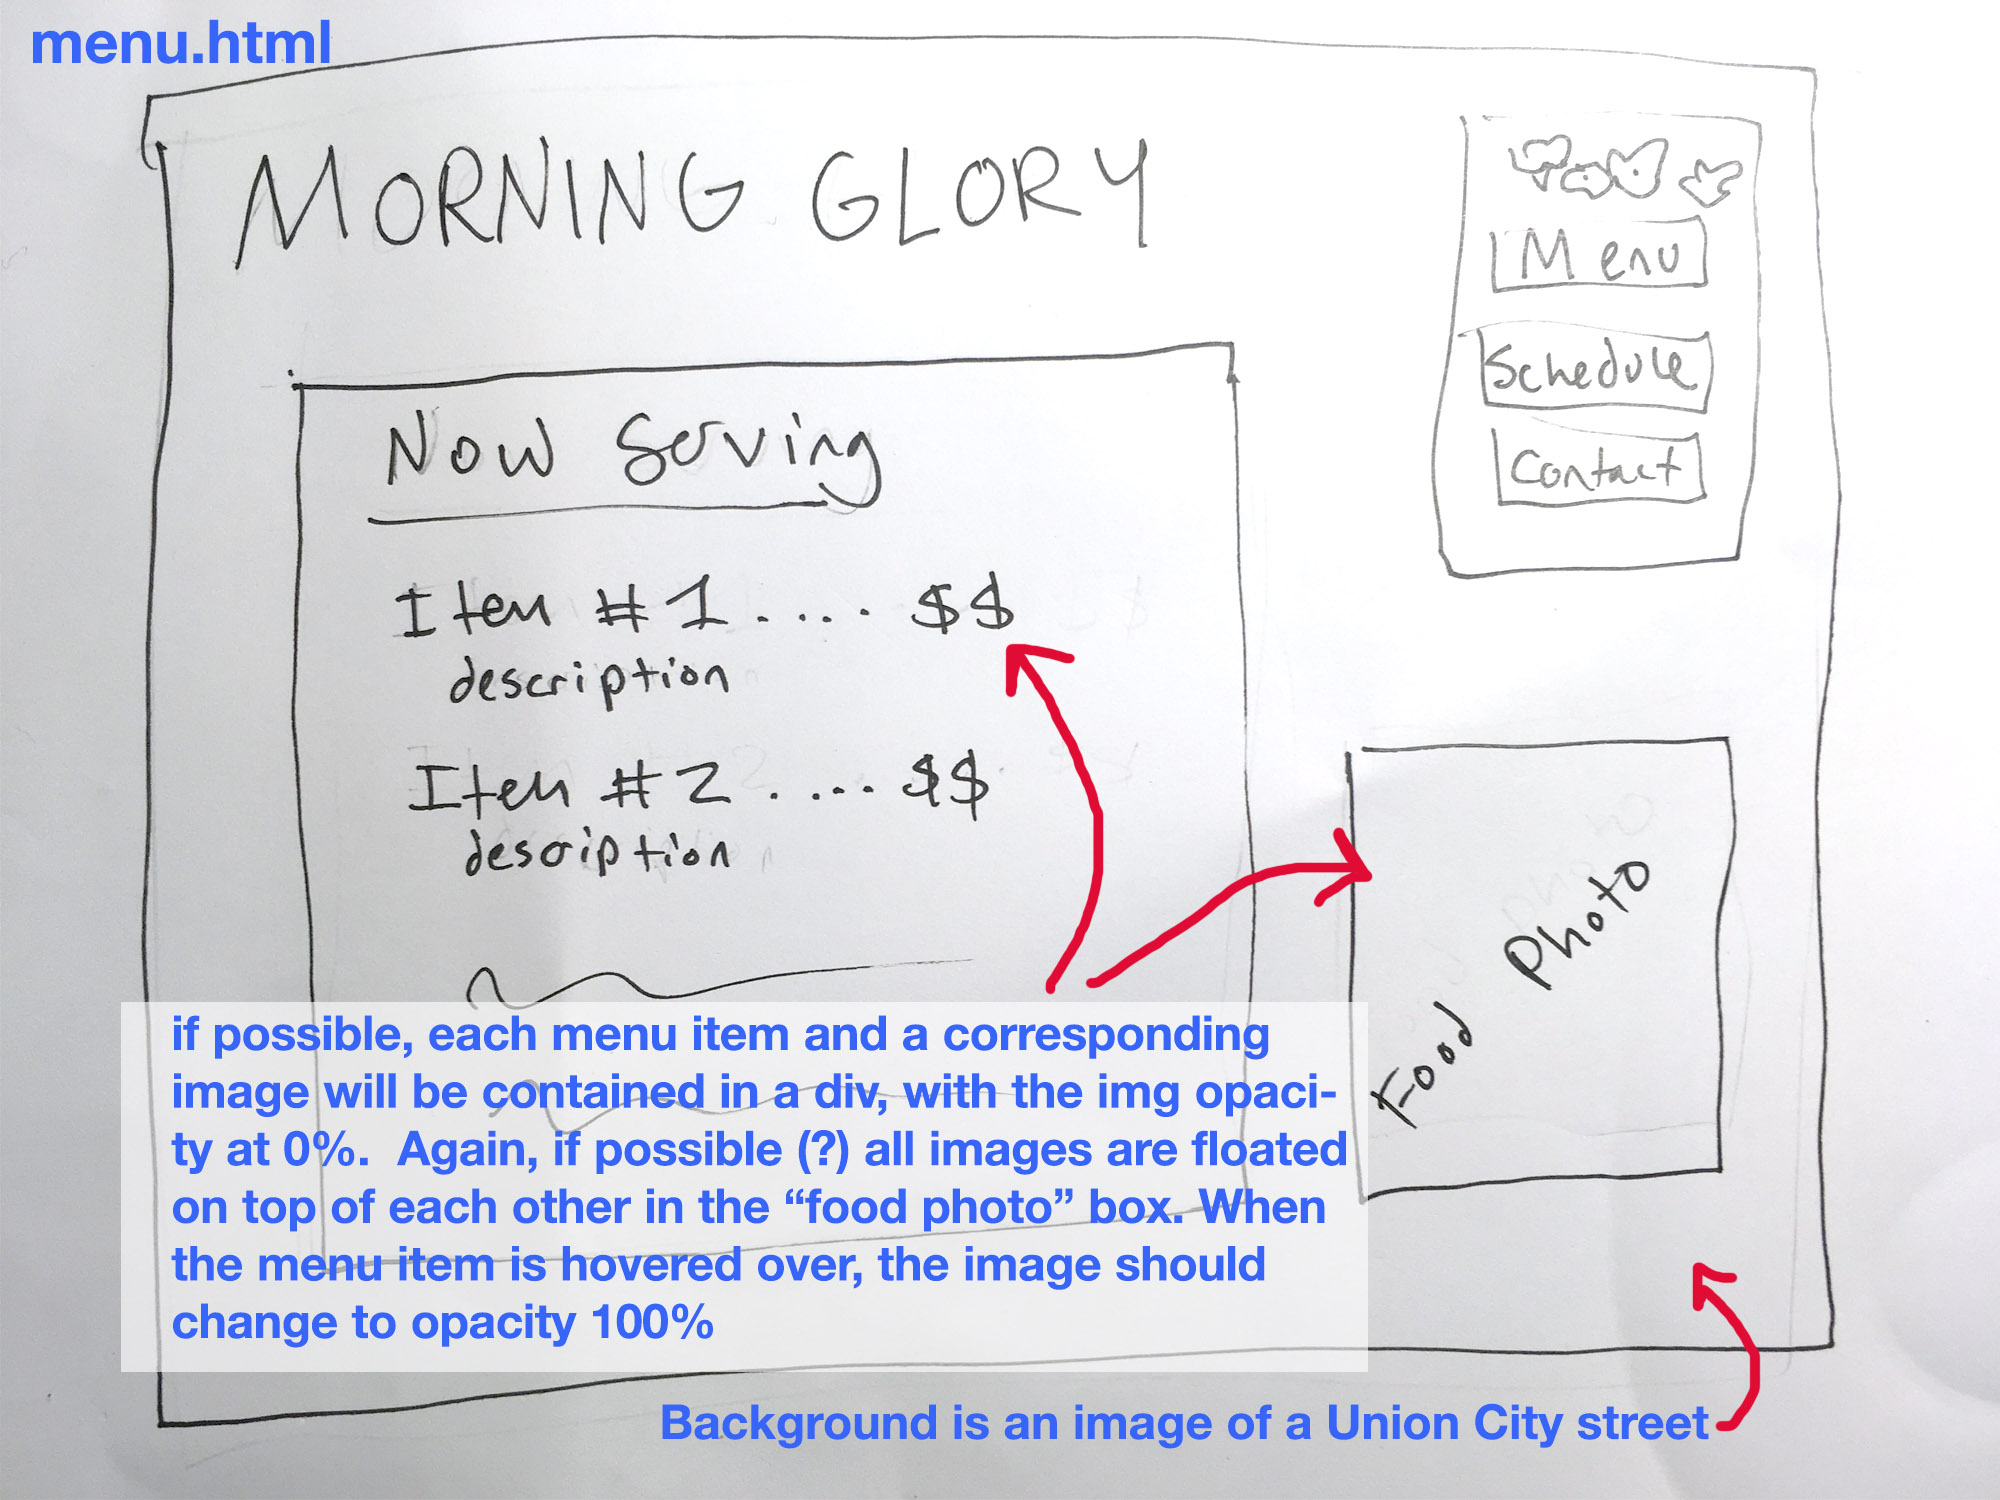 menu.html
MORNING GLORY
Menu
Schedule
Contact
Now Serving
Item #1 .... $$
description
Item #2 .... $$
description
Food Photo
if possible, each menu item and a corresponding
image will be contained in a div, with the img opaci-
ty at 0%.  Again, if possible (?) all images are floated
on top of each other in the “food photo” box. When
the menu item is hovered over, the image should
change to opacity 100%
Background is an image of a Union City street